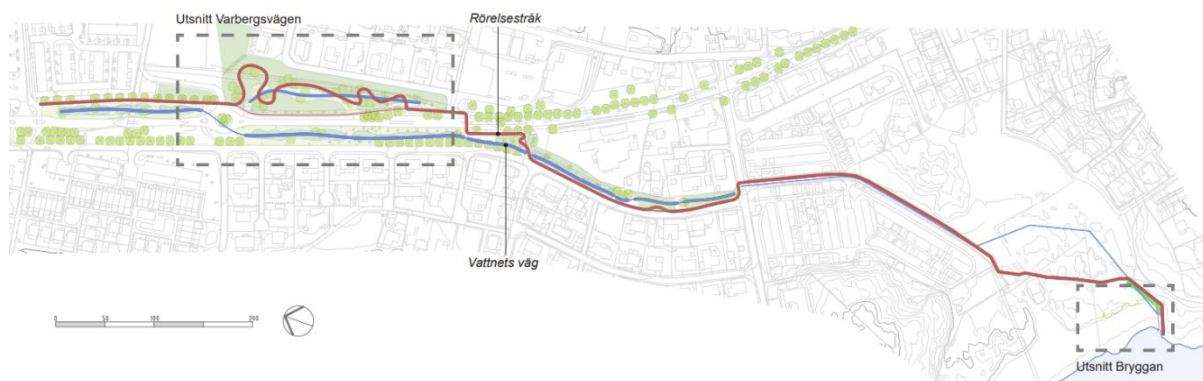 Utsnitt Varbergsvägen
Rörelsestråk
Vattnets väg
0 50 100 200
Utsnitt Bryggan